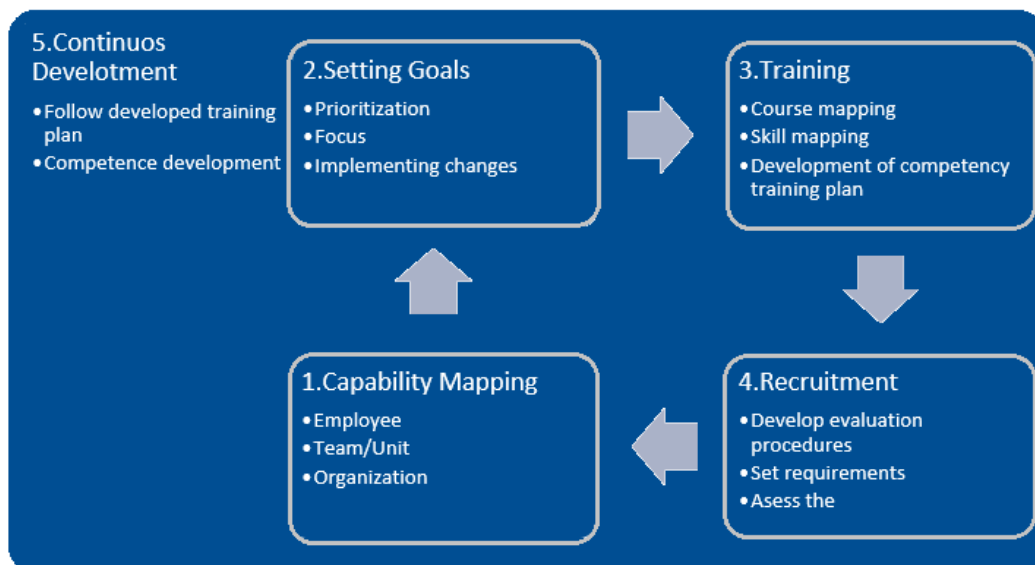 5.Continuos
Develotment
•Follow developed training
plan
•Competence development
2.Setting Goals
•Prioritization
•Focus
•Implementing changes
3.Training
•Course mapping
•Skill mapping
•Development of competency
training plan
1.Capability Mapping
•Employee
•Team/Unit
•Organization
4.Recruitment
•Develop evaluation
procedures
•Set requirements
•Asess the